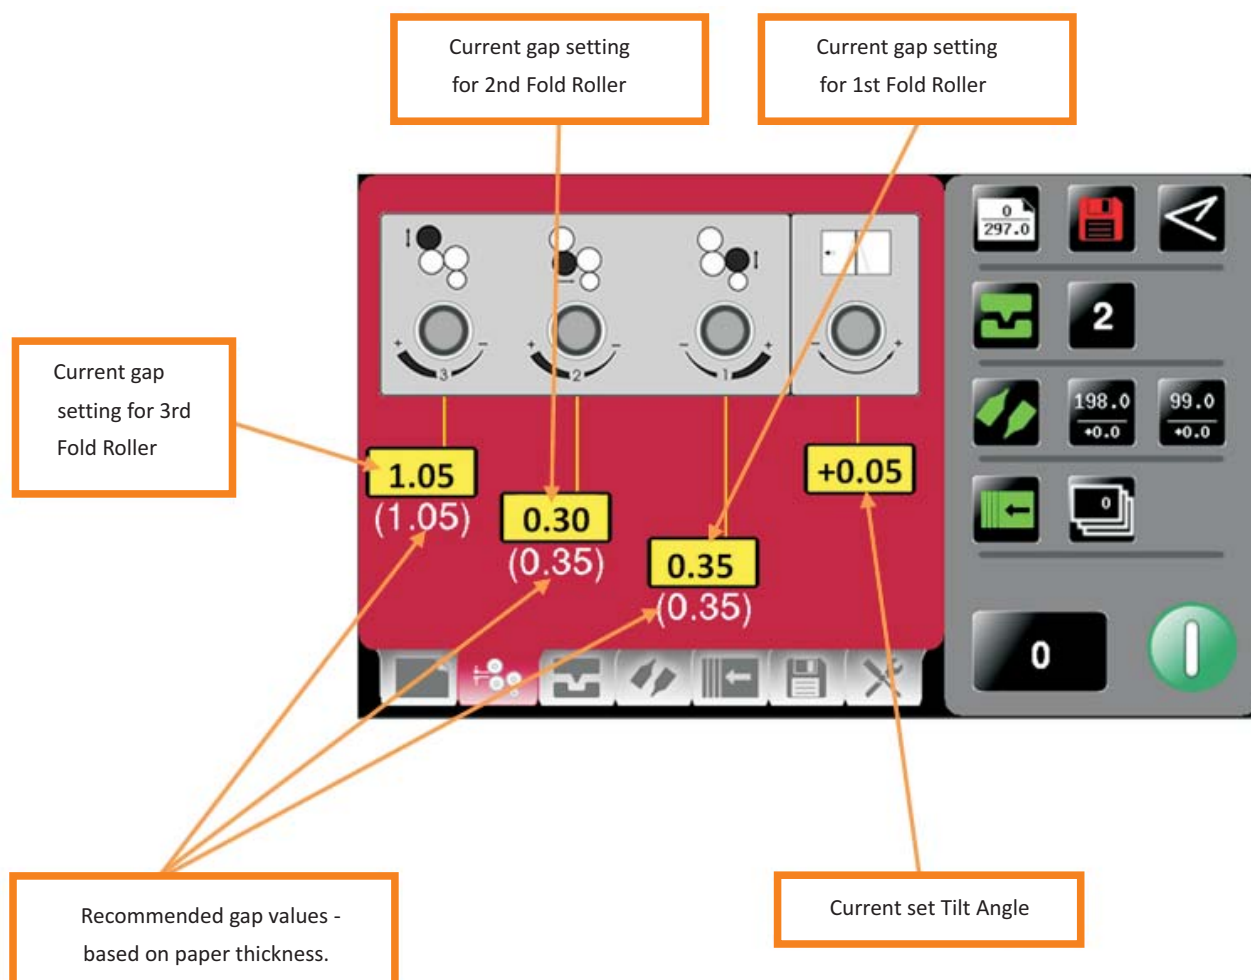 Current gap setting
for 2nd Fold Roller
Current gap setting
for 1st Fold Roller
Current gap
setting for 3rd
Fold Roller
+ 3 -
+ 2 -
- 1 +
- +
1.05
(1.05)
0.30
(0.35)
0.35
(0.35)
+0.05
0
297.0
2
198.0
+0.0
99.0
+0.0
0
0
Recommended gap values -
based on paper thickness.
Current set Tilt Angle